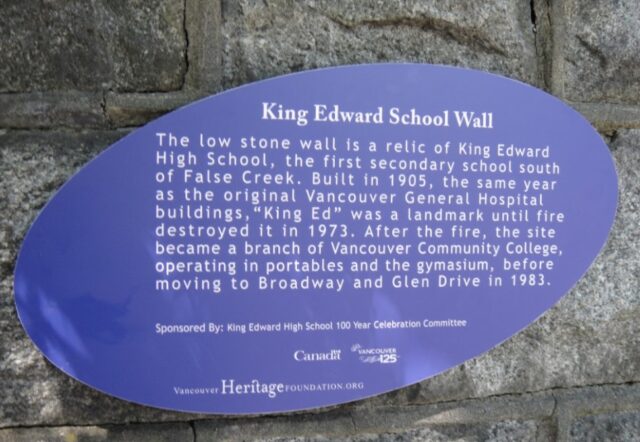 King Edward School Wall
The low stone wall is a relic of King Edward
High School, the first secondary school south
of False Creek. Built in 1905, the same year
as the original Vancouver General Hospital
buildings,"King Ed" was a landmark until fire
destroyed it in 1973. After the fire, the site
became a branch of Vancouver Community College,
operating in portables and the gymasium, before
moving to Broadway and Glen Drive in 1983.
Sponsored By: King Edward High School 100 Year Celebration Committee
Canada VANCOUVER
125
Vancouver Heritage FOUNDATION.ORG